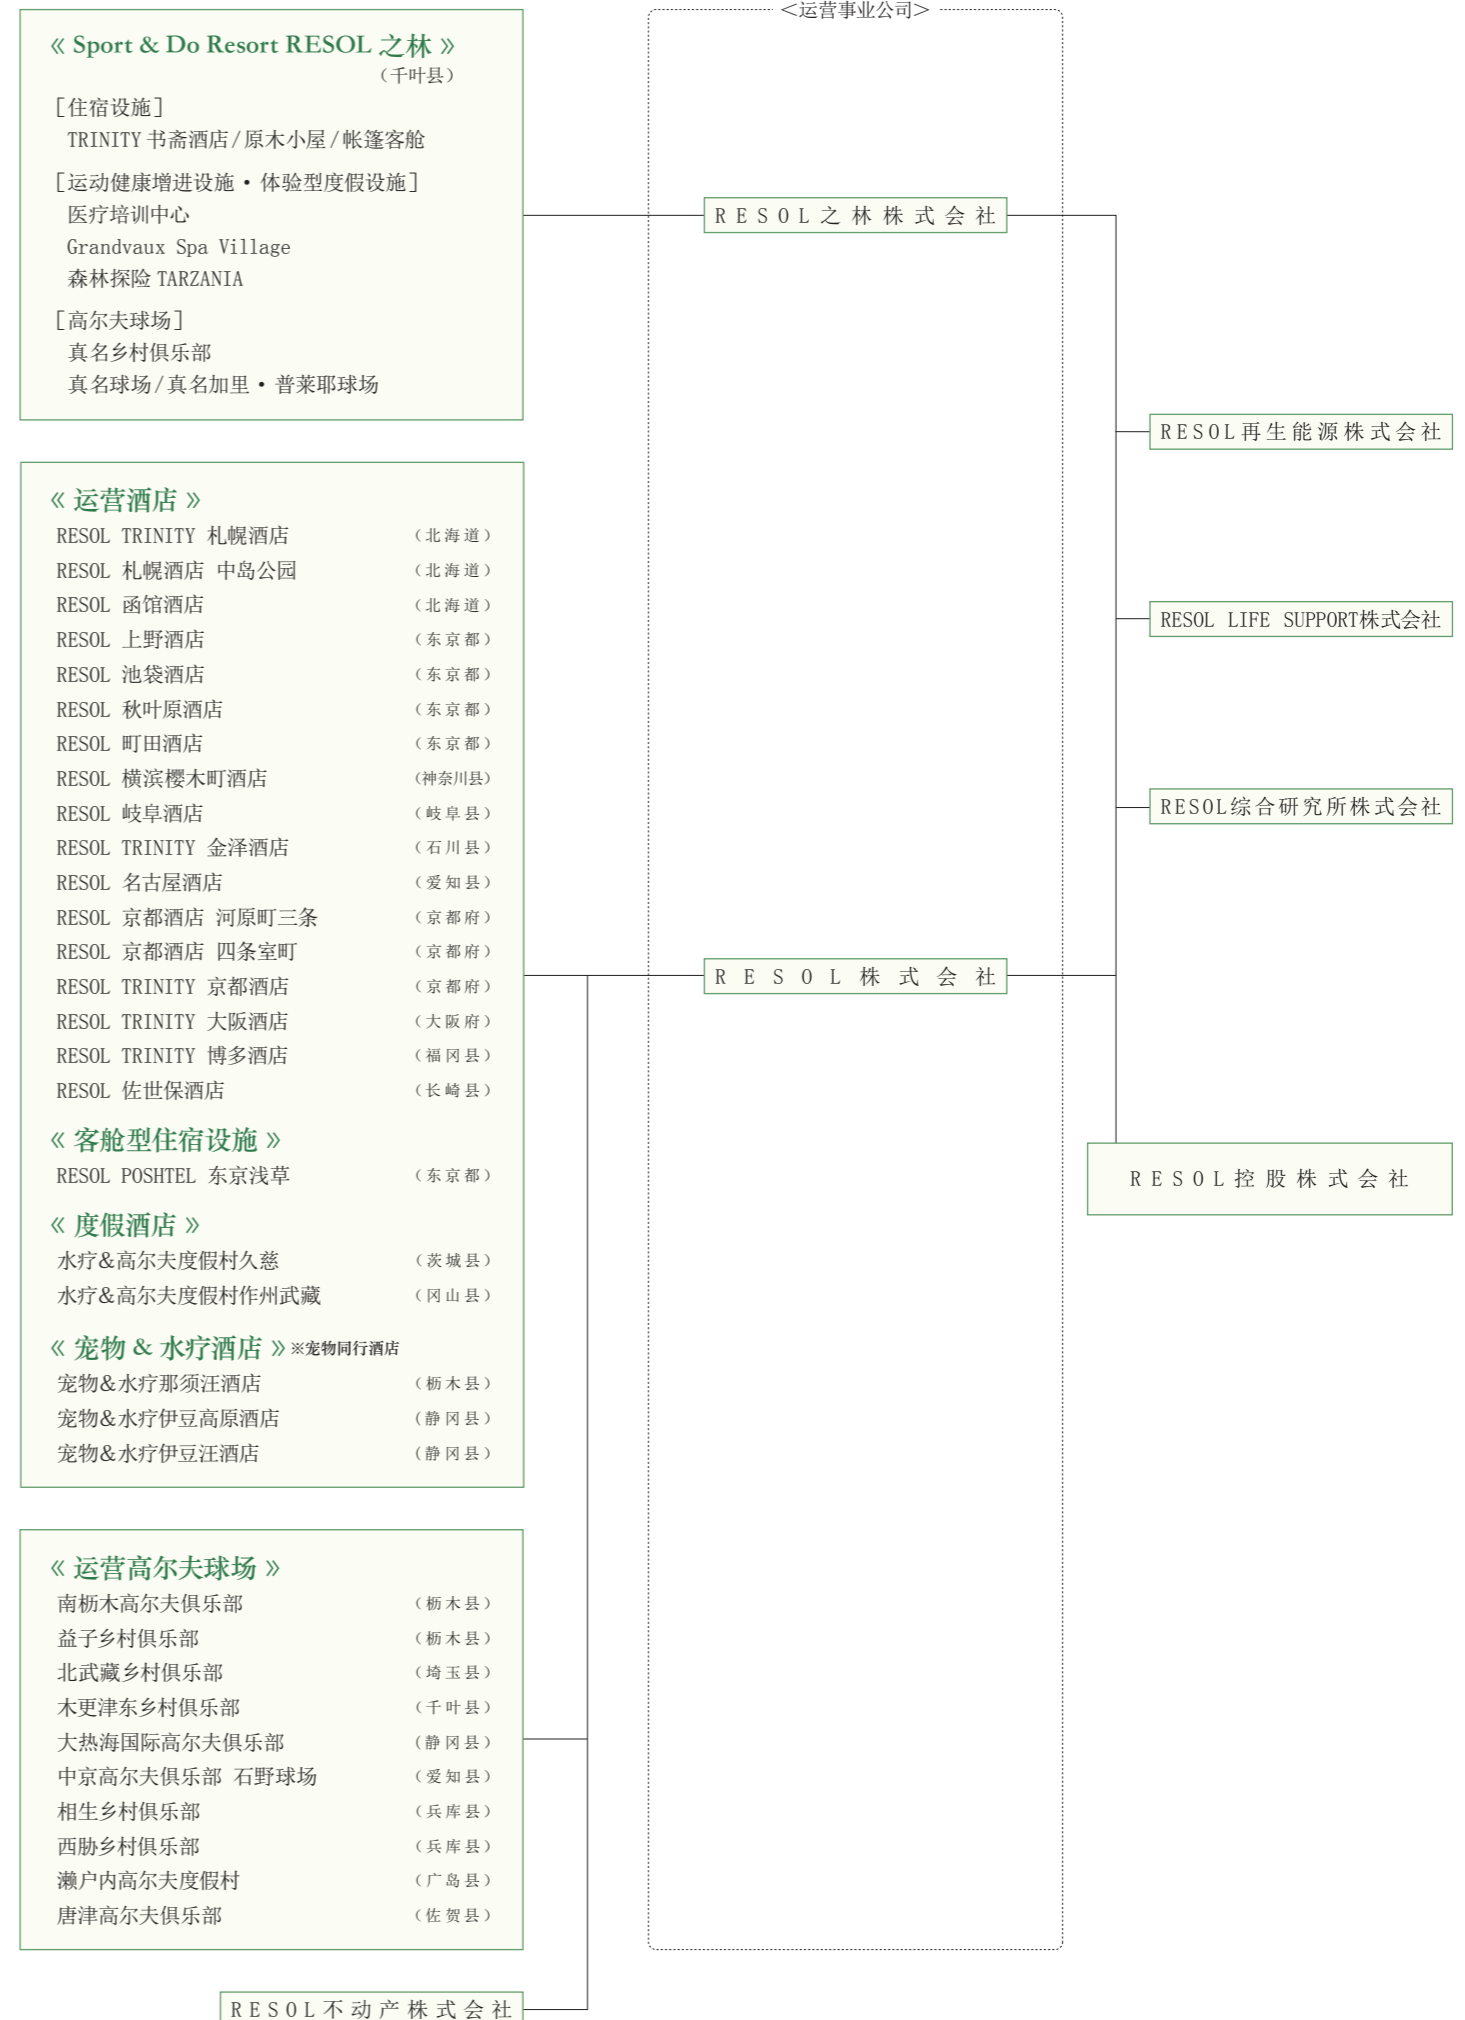 《 Sport & Do Resort RESOL 之林 》
（千叶县）
［住宿设施］
TRINITY 书斋酒店/原木小屋/帐篷客舱
［运动健康增进设施・体验型度假设施］
医疗培训中心
Grandvaux Spa Village
森林探险 TARZANIA
［高尔夫球场］
真名乡村俱乐部
真名球场/真名加里・普莱耶球场
《 运营酒店 》
RESOL TRINITY 札幌酒店 （北海道）
RESOL 札幌酒店 中岛公园 （北海道）
RESOL 函馆酒店 （北海道）
RESOL 上野酒店 （东京都）
RESOL 池袋酒店 （东京都）
RESOL 秋叶原酒店 （东京都）
RESOL 町田酒店 （东京都）
RESOL 横滨樱木町酒店 （神奈川县）
RESOL 岐阜酒店 （岐阜县）
RESOL TRINITY 金泽酒店 （石川县）
RESOL 名古屋酒店 （爱知县）
RESOL 京都酒店 河原町三条 （京都府）
RESOL 京都酒店 四条室町 （京都府）
RESOL TRINITY 京都酒店 （京都府）
RESOL TRINITY 大阪酒店 （大阪府）
RESOL TRINITY 博多酒店 （福冈县）
RESOL 佐世保酒店 （长崎县）
《 客舱型住宿设施 》
RESOL POSHTEL 东京浅草 （东京都）
《 度假酒店 》
水疗&高尔夫度假村久慈 （茨城县）
水疗&高尔夫度假村作州武藏 （冈山县）
《 宠物 & 水疗酒店 》※宠物同行酒店
宠物&水疗那须汪酒店 （枥木县）
宠物&水疗伊豆高原酒店 （静冈县）
宠物&水疗伊豆汪酒店 （静冈县）
《 运营高尔夫球场 》
南枥木高尔夫俱乐部 （枥木县）
益子乡村俱乐部 （枥木县）
北武藏乡村俱乐部 （埼玉县）
木更津东乡村俱乐部 （千叶县）
大热海国际高尔夫俱乐部 （静冈县）
中京高尔夫俱乐部 石野球场 （爱知县）
相生乡村俱乐部 （兵库县）
西胁乡村俱乐部 （兵库县）
濑户内高尔夫度假村 （广岛县）
唐津高尔夫俱乐部 （佐贺县）
RESOL不动产株式会社
＜运营事业公司＞
RESOL之林株式会社
RESOL株式会社
RESOL再生能源株式会社
RESOL LIFE SUPPORT株式会社
RESOL综合研究所株式会社
RESOL控股株式会社